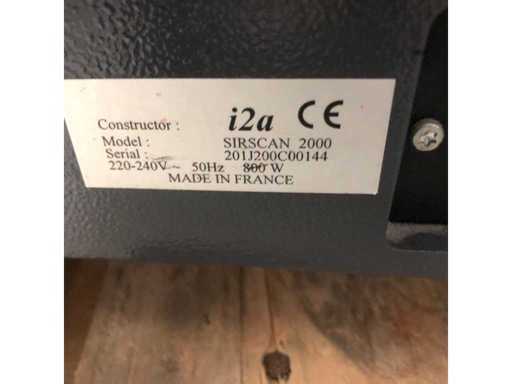 Constructor : i2a CE
Model : SIRSCAN 2000
Serial : 201J200C00144
220-240V ~ 50Hz 800 W
MADE IN FRANCE